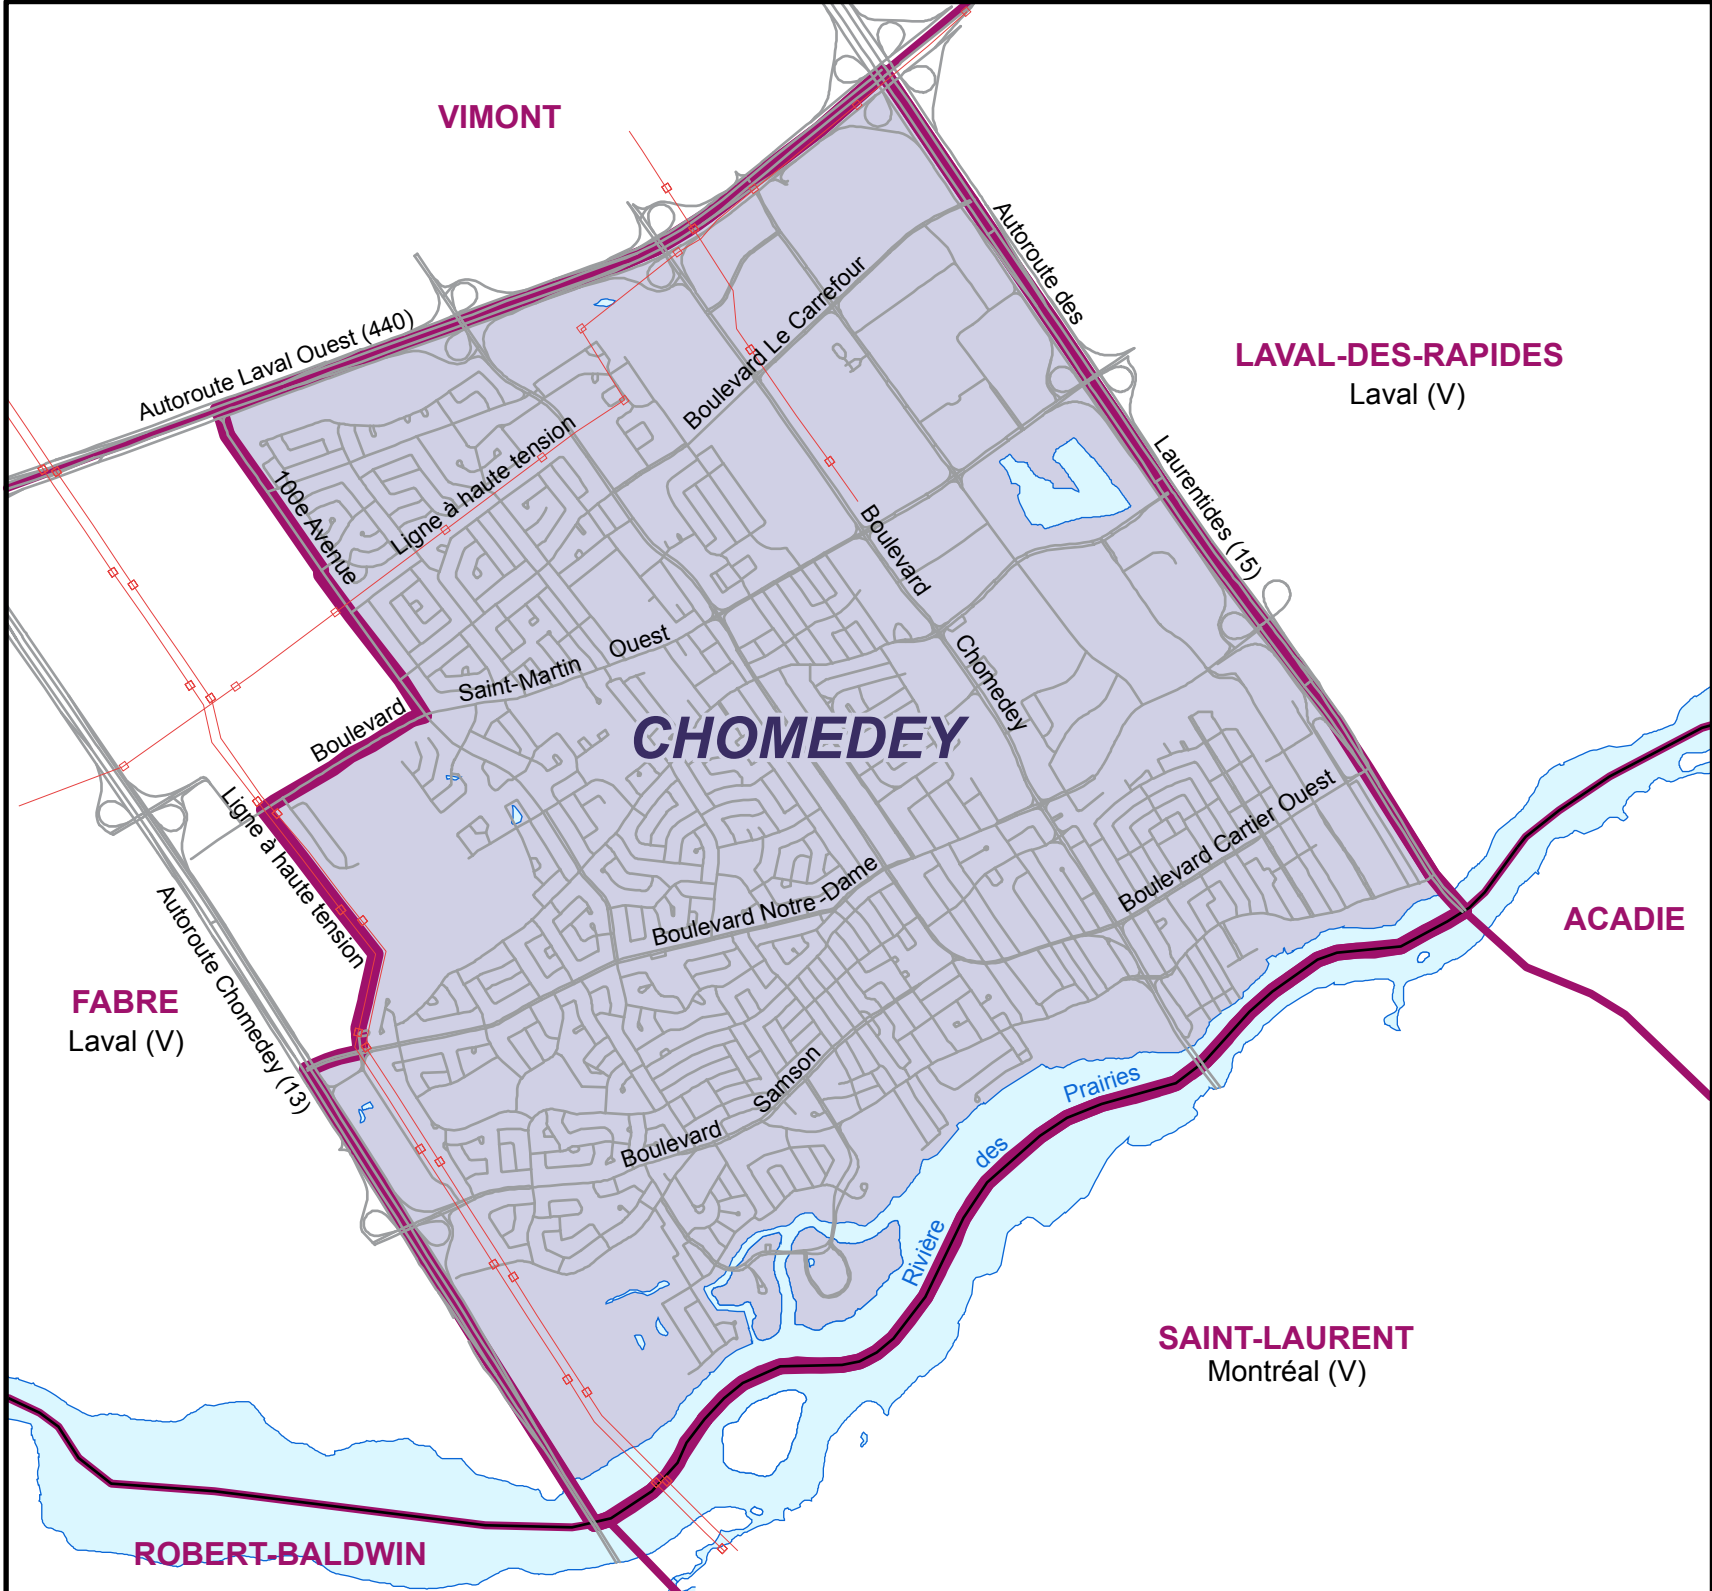 VIMONT
Autoroute des
Boulevard Le Carrefour
Autoroute Laval Ouest (440)
LAVAL-DES-RAPIDES
Laval (V)
Ligne à haute tension
100e Avenue
Laurentides (15)
Boulevard
Chomedey
Saint-Martin
Ouest
Boulevard
CHOMEDEY
Ligne à haute tension
Boulevard Cartier Ouest
Boulevard Notre-Dame
ACADIE
Autoroute Chomedey (13)
FABRE
Laval (V)
Boulevard
Samson
Rivière
des
Prairies
SAINT-LAURENT
Montréal (V)
ROBERT-BALDWIN